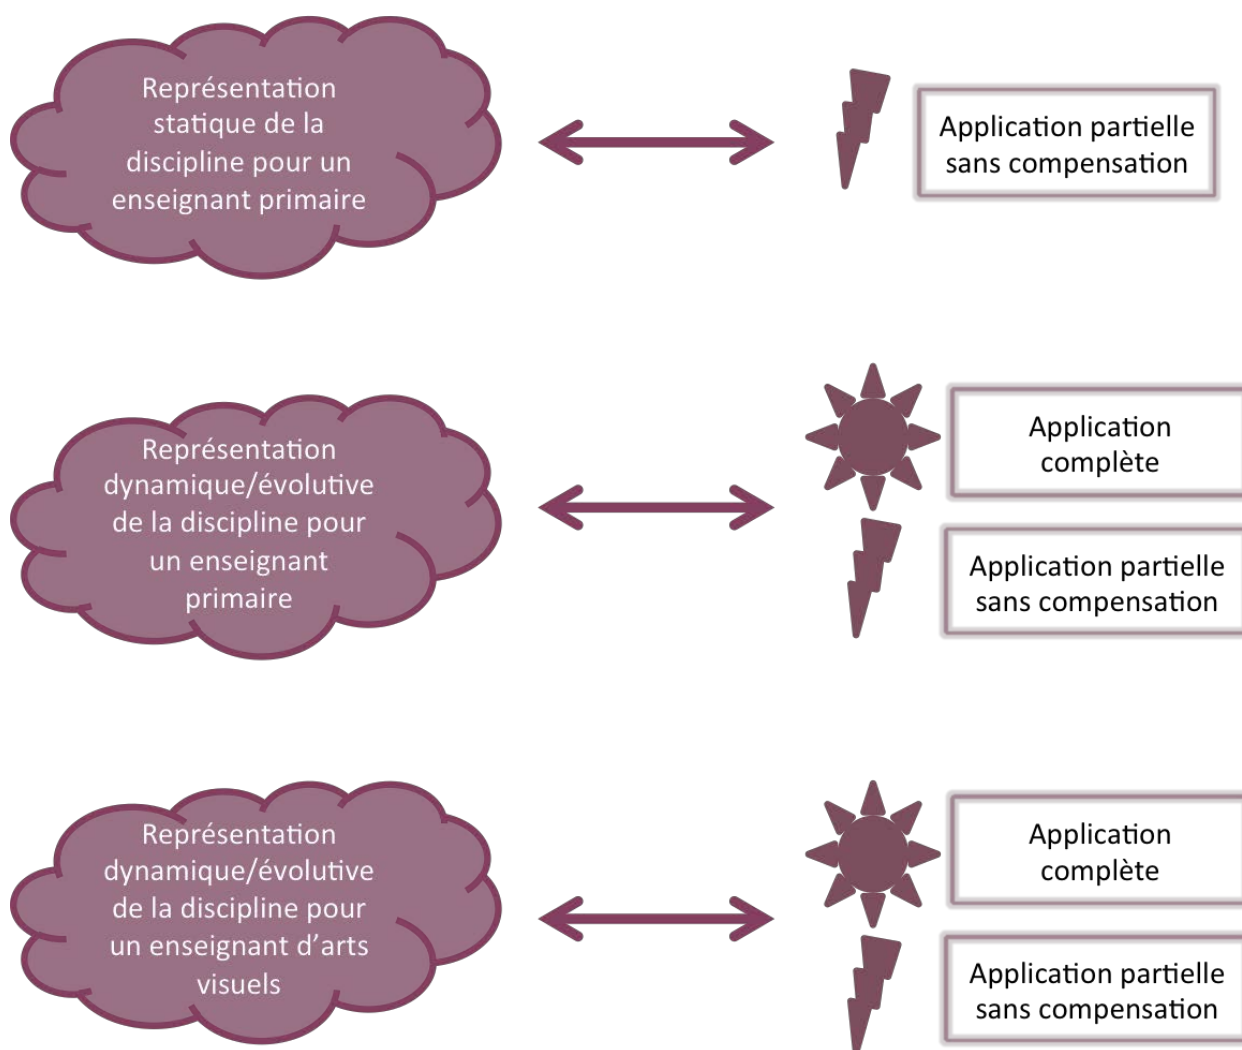 Représentation
statique de la
discipline pour un
enseignant primaire
Application partielle
sans compensation
Représentation
dynamique/évolutive
de la discipline pour
un enseignant
primaire
Application
complète
Application partielle
sans compensation
Représentation
dynamique/évolutive
de la discipline pour
un enseignant d’arts
visuels
Application
complète
Application partielle
sans compensation